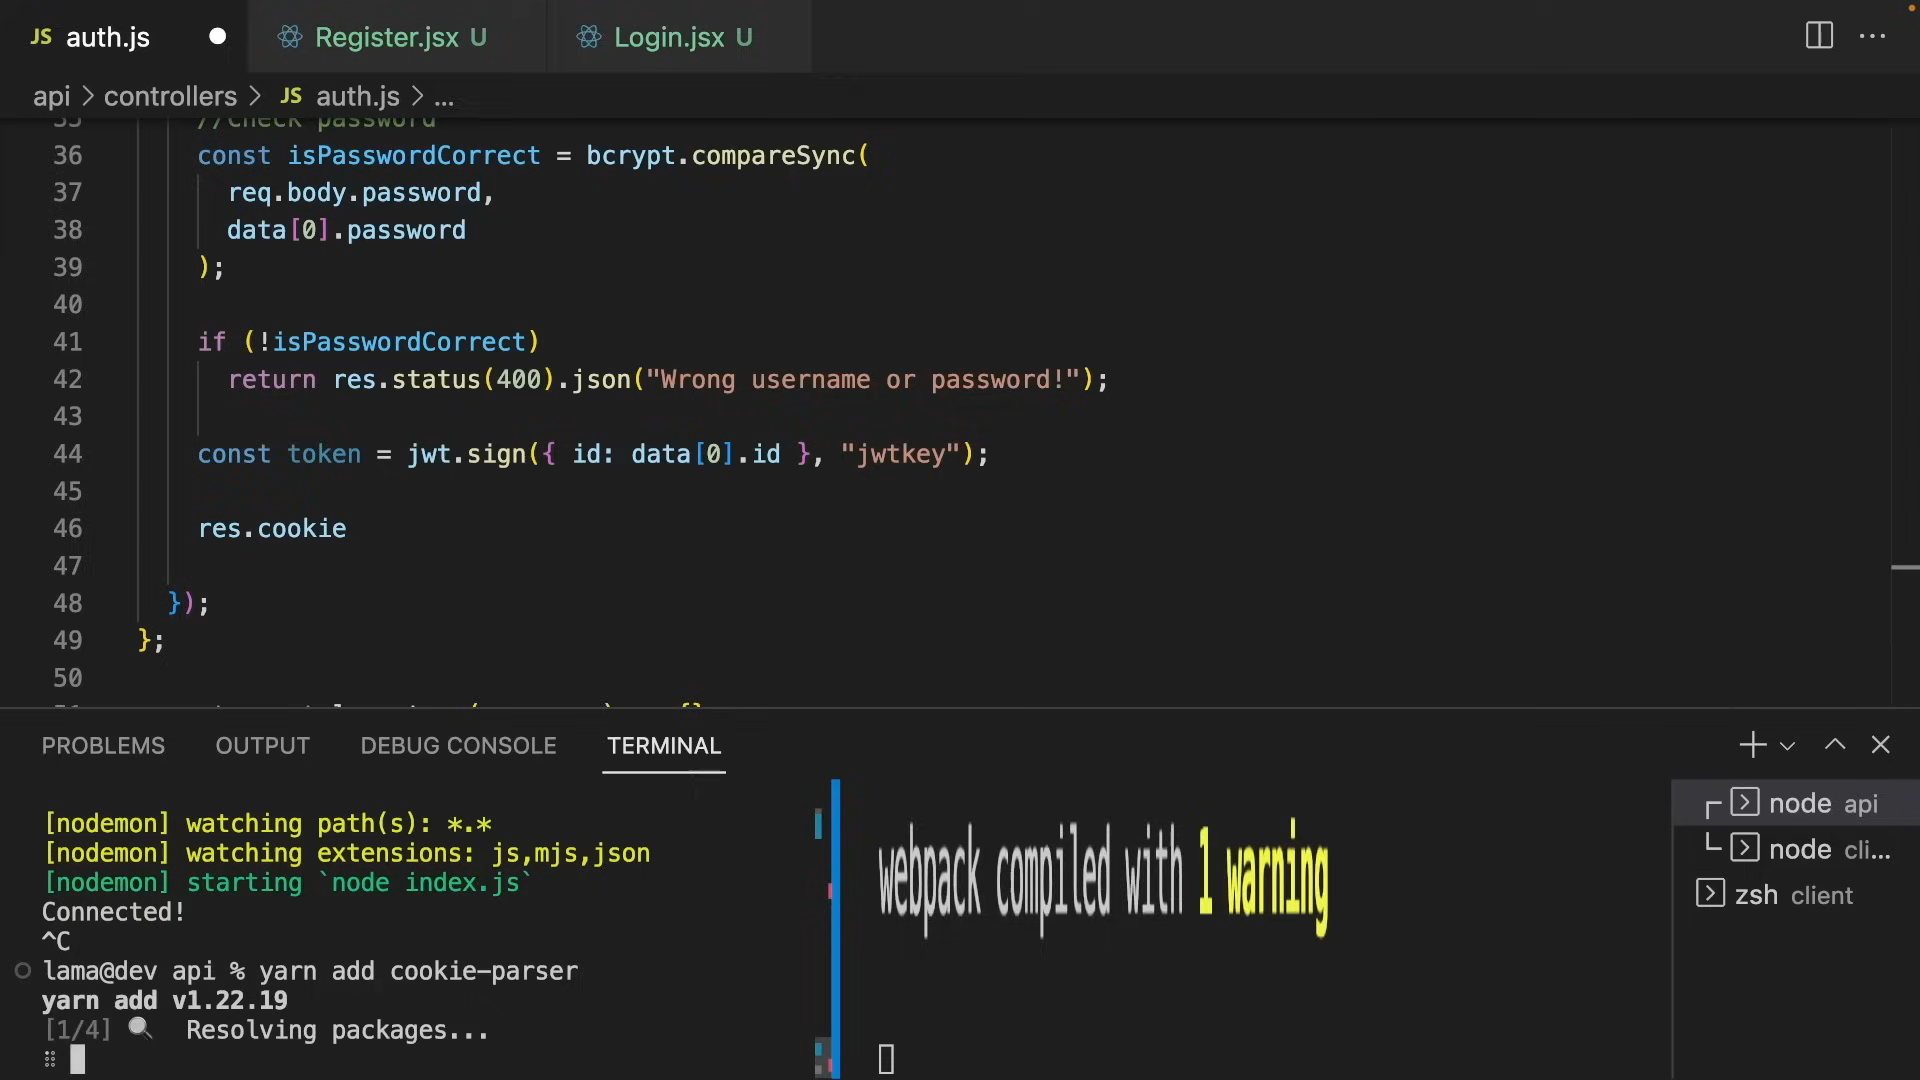 JS auth.js
Register.jsx U
Login.jsx U
api > controllers > JS auth.js > ...
35 //check password
36 const isPasswordCorrect = bcrypt.compareSync(
37 req.body.password,
38 data[0].password
39 );
40
41 if (!isPasswordCorrect)
42 return res.status(400).json("Wrong username or password!");
43
44 const token = jwt.sign({ id: data[0].id }, "jwtkey");
45
46 res.cookie
47
48 });
49 };
50
PROBLEMS OUTPUT DEBUG CONSOLE TERMINAL
[nodemon] watching path(s): *.*
[nodemon] watching extensions: js,mjs,json
[nodemon] starting `node index.js`
Connected!
^C
lama@dev api % yarn add cookie-parser
yarn add v1.22.19
[1/4] 🔍 Resolving packages...
webpack compiled with 1 warning
node api
node cli...
zsh client